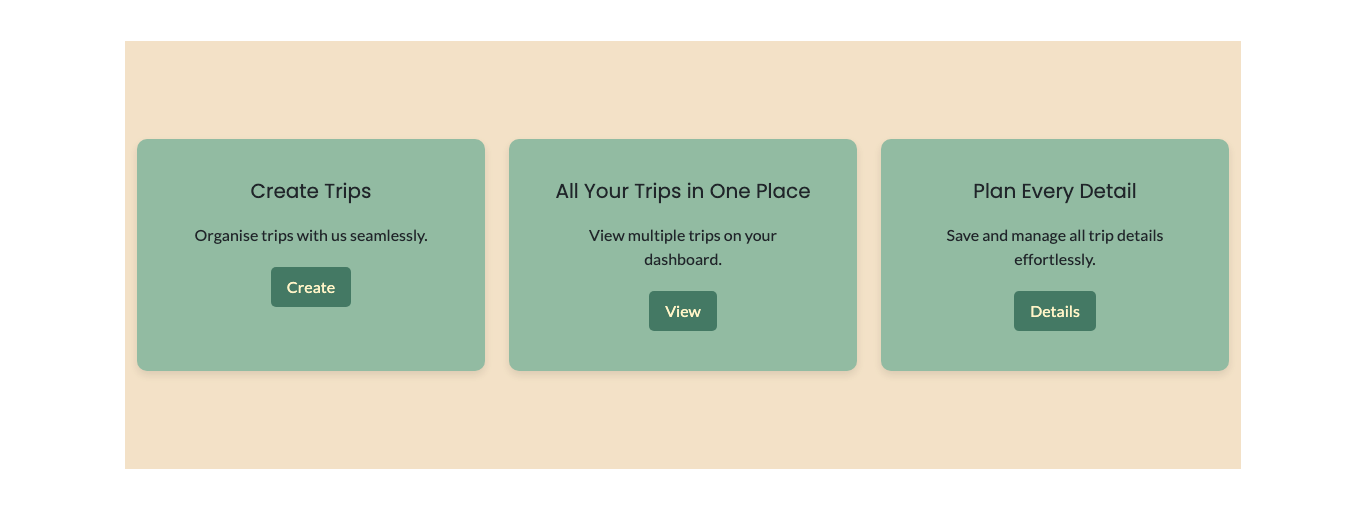 Create Trips
Organise trips with us seamlessly.
Create
All Your Trips in One Place
View multiple trips on your
dashboard.
View
Plan Every Detail
Save and manage all trip details
effortlessly.
Details